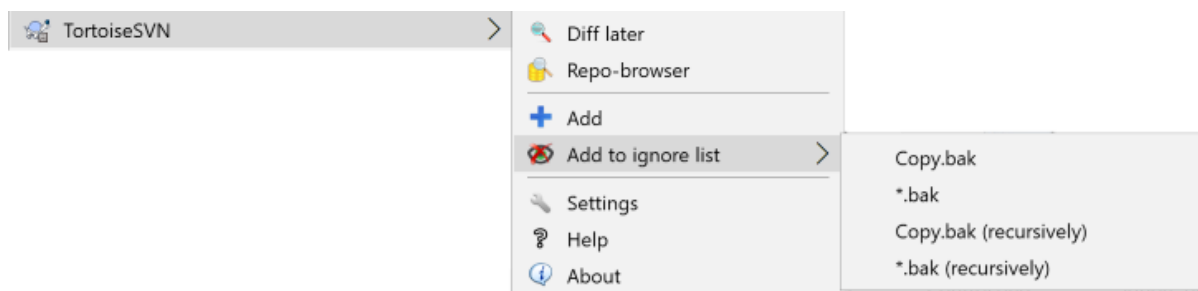 TortoiseSVN
Diff later
Repo-browser
Add
Add to ignore list
Settings
Help
About
Copy.bak
*.bak
Copy.bak (recursively)
*.bak (recursively)